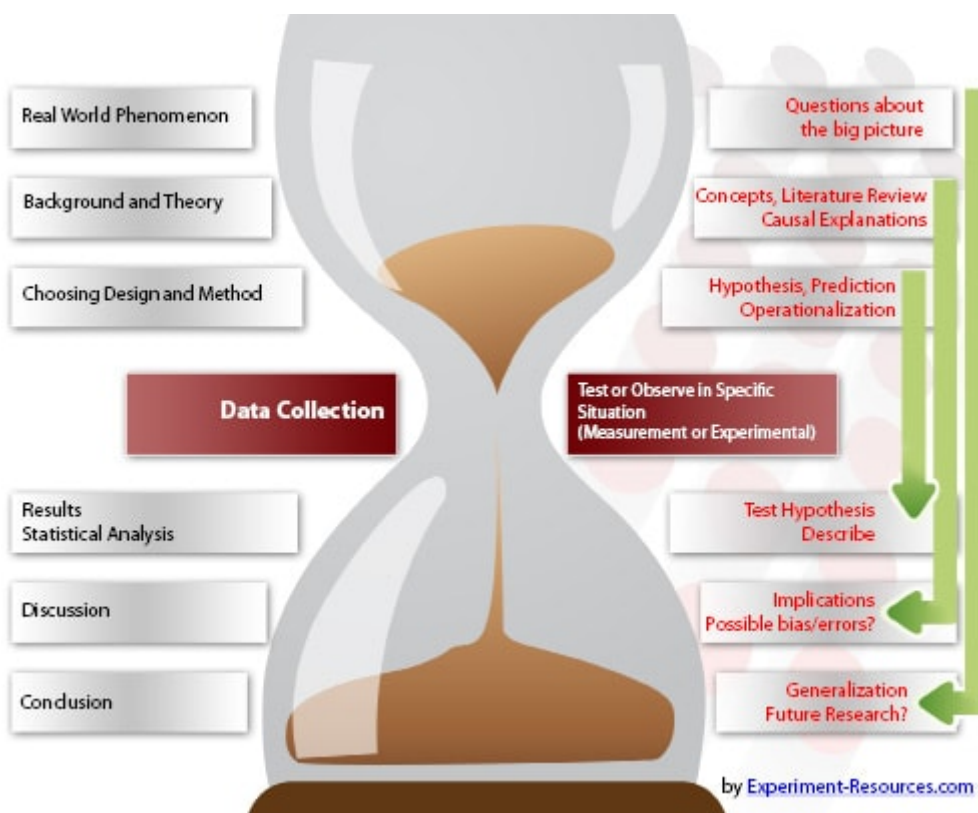 Real World Phenomenon
Questions about
the big picture
Background and Theory
Concepts, Literature Review
Causal Explanations
Choosing Design and Method
Hypothesis, Prediction
Operationalization
Data Collection
Test or Observe in Specific
Situation
(Measurement or Experimental)
Results
Statistical Analysis
Test Hypothesis
Describe
Discussion
Implications
Possible bias/errors?
Conclusion
Generalization
Future Research?
by Experiment-Resources.com